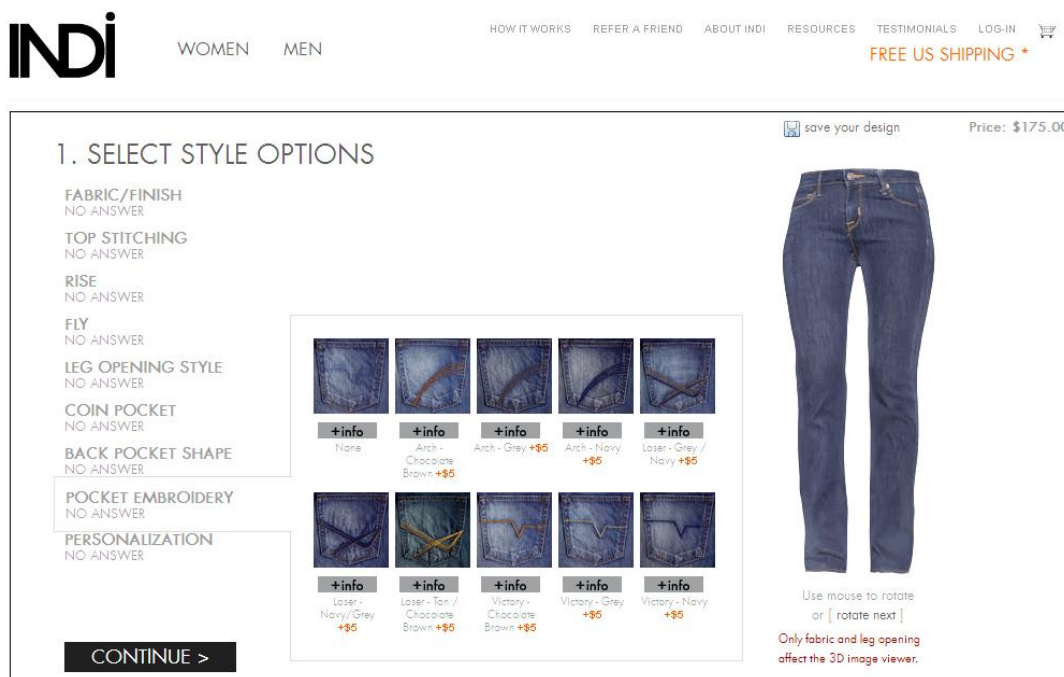 INDi
WOMEN MEN
HOW IT WORKS REFER A FRIEND ABOUT INDI RESOURCES TESTIMONIALS LOG-IN
FREE US SHIPPING *
save your design Price: $175.00
1. SELECT STYLE OPTIONS
FABRIC/FINISH
NO ANSWER
TOP STITCHING
NO ANSWER
RISE
NO ANSWER
FLY
NO ANSWER
LEG OPENING STYLE
NO ANSWER
COIN POCKET
NO ANSWER
BACK POCKET SHAPE
NO ANSWER
POCKET EMBROIDERY
NO ANSWER
PERSONALIZATION
NO ANSWER
+info +info +info +info +info
None
Arch -
Chocolate
Brown +$5
Arch - Grey +$5
Arch - Navy
+$5
Laser - Grey /
Navy +$5
+info +info +info +info +info
Laser -
Navy/Grey
+$5
Laser - Tan /
Chocolate
Brown +$5
Victory -
Chocolate
Brown +$5
Victory - Grey
+$5
Victory - Navy
+$5
CONTINUE >
Use mouse to rotate
or [ rotate next ]
Only fabric and leg opening
affect the 3D image viewer.